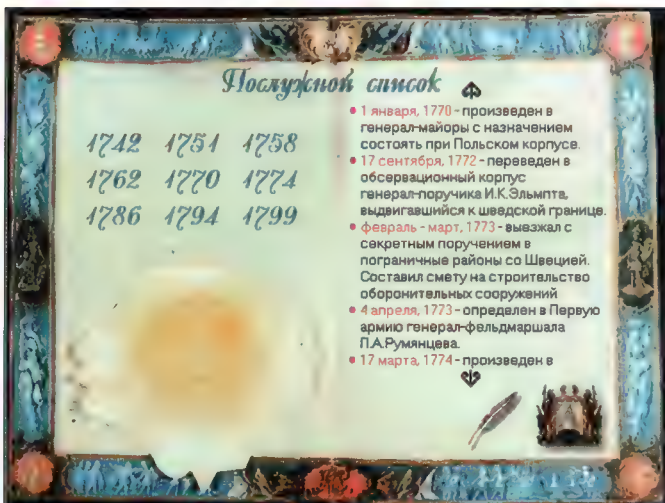 Послужной список
1742 1751 1758
1762 1770 1774
1786 1794 1799
• 1 января, 1770 - произведен в
генерал-майоры с назначением
состоять при Польском корпусе.
• 17 сентября, 1772 - переведен в
обсервационный корпус
генерал-поручика И.К.Эльмпта,
выдвигавшийся к шведской границе.
• февраль - март, 1773 - выезжал с
секретным поручением в
пограничные районы со Швецией.
Составил смету на строительство
оборонительных сооружений
• 4 апреля, 1773 - определен в Первую
армию генерал-фельдмаршала
П.А.Румянцева.
• 17 марта, 1774 - произведен в